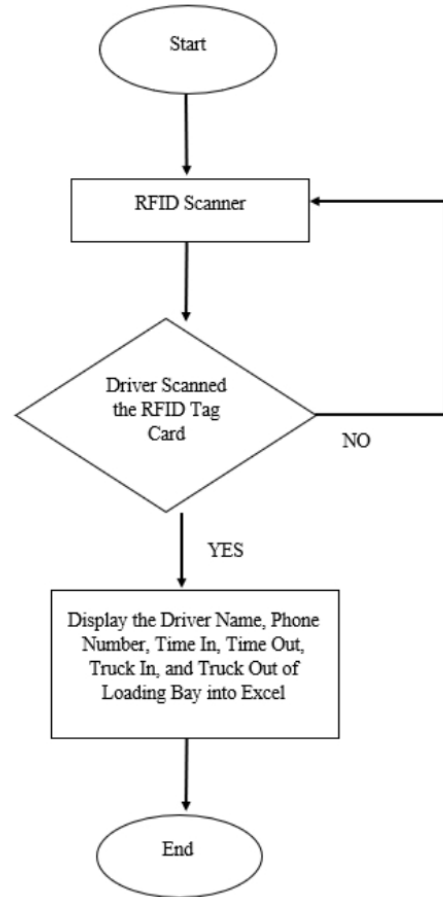 Start
RFID Scanner
Driver Scanned
the RFID Tag
Card
NO
YES
Display the Driver Name, Phone
Number, Time In, Time Out,
Truck In, and Truck Out of
Loading Bay into Excel
End